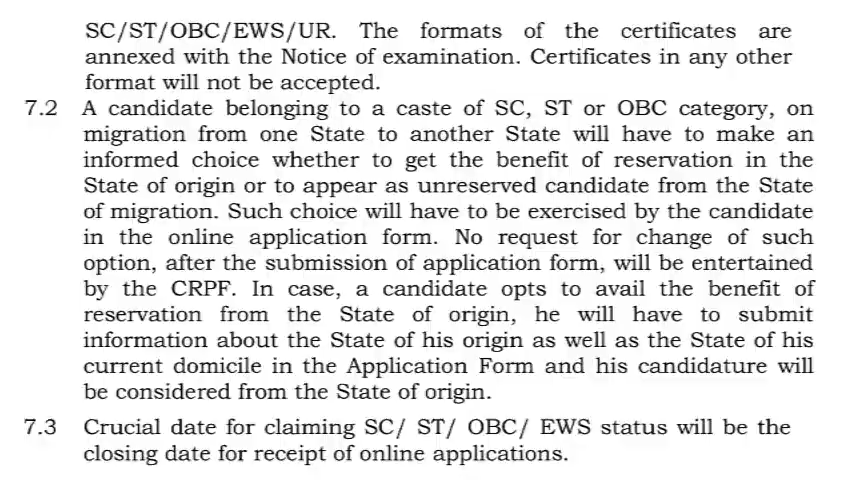 SC/ST/OBC/EWS/UR. The formats of the certificates are
annexed with the Notice of examination. Certificates in any other
format will not be accepted.
7.2 A candidate belonging to a caste of SC, ST or OBC category, on
migration from one State to another State will have to make an
informed choice whether to get the benefit of reservation in the
State of origin or to appear as unreserved candidate from the State
of migration. Such choice will have to be exercised by the candidate
in the online application form. No request for change of such
option, after the submission of application form, will be entertained
by the CRPF. In case, a candidate opts to avail the benefit of
reservation from the State of origin, he will have to submit
information about the State of his origin as well as the State of his
current domicile in the Application Form and his candidature will
be considered from the State of origin.
7.3 Crucial date for claiming SC/ ST/ OBC/ EWS status will be the
closing date for receipt of online applications.